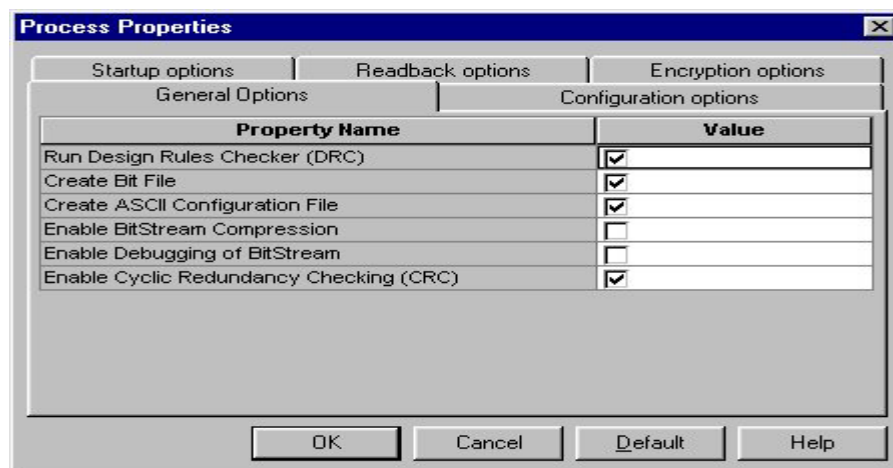 Process Properties
Startup options Readback options Encryption options
General Options Configuration options
Property Name Value
Run Design Rules Checker (DRC)
Create Bit File
Create ASCII Configuration File
Enable BitStream Compression
Enable Debugging of BitStream
Enable Cyclic Redundancy Checking (CRC)
OK Cancel Default Help